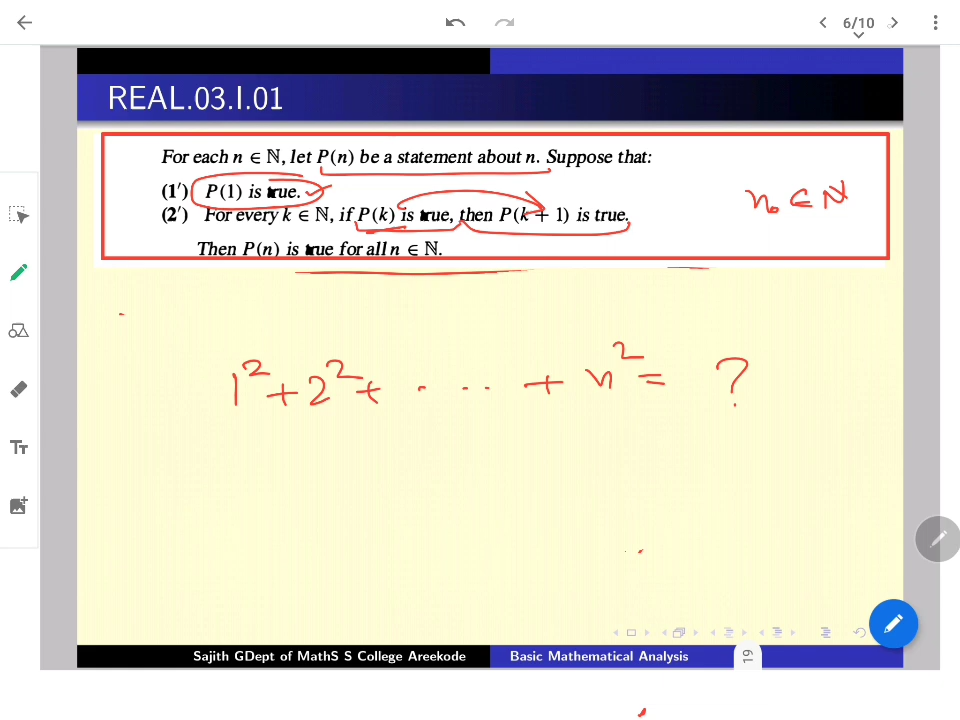 6/10
REAL.03.I.01
For each n ∈ ℕ, let P(n) be a statement about n. Suppose that:
(1′) P(1) is true.
(2′) For every k ∈ ℕ, if P(k) is true, then P(k + 1) is true.
n₀ ∈ ℕ
Then P(n) is true for all n ∈ ℕ.
1² + 2² + · · · · + n² = ?
Tт
Sajith GDept of MathS S College Areekode Basic Mathematical Analysis 19